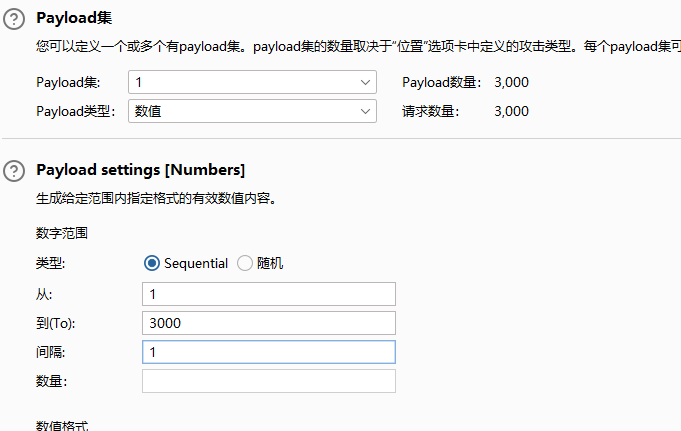 Payload集
您可以定义一个或多个有payload集。payload集的数量取决于“位置”选项卡中定义的攻击类型。每个payload集可
Payload集: 1 Payload数量: 3,000
Payload类型: 数值 请求数量: 3,000
Payload settings [Numbers]
生成给定范围内指定格式的有效数值内容。
数字范围
类型: Sequential 随机
从: 1
到(To): 3000
间隔: 1
数量:
数值格式